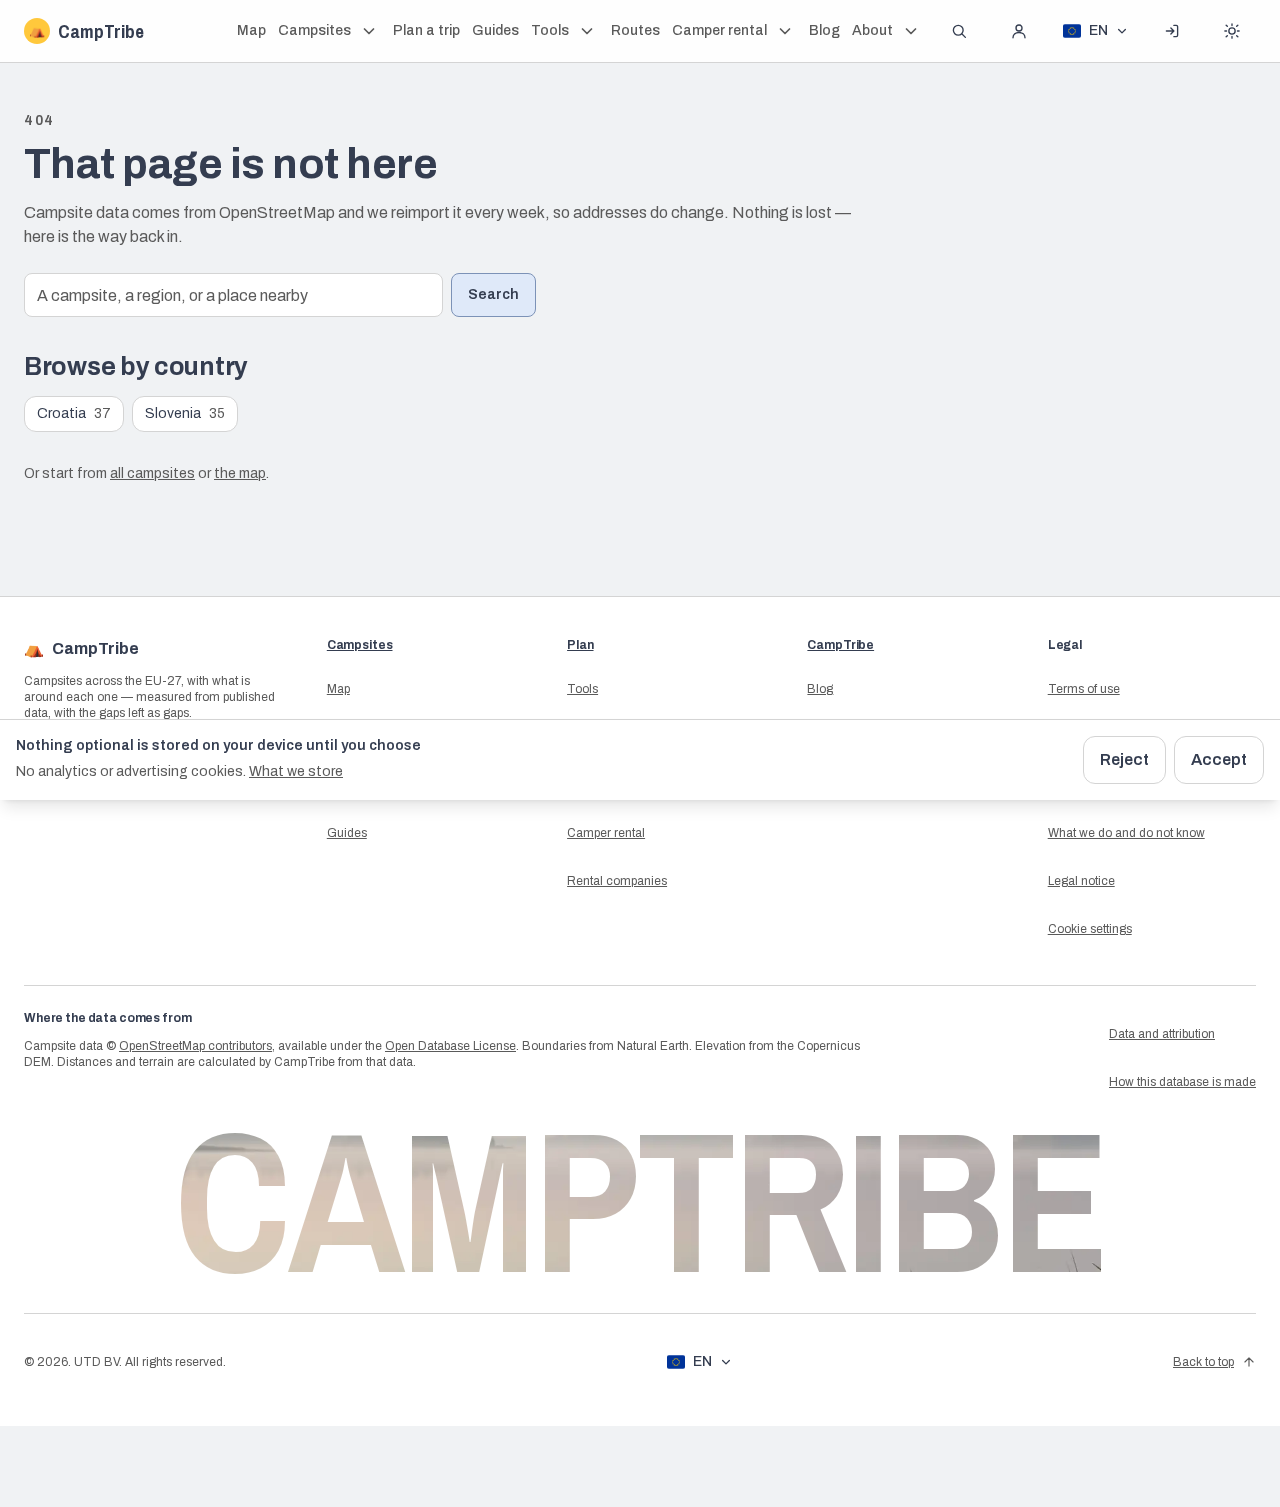 CampTribe
Map Campsites Plan a trip Guides Tools Routes Camper rental Blog About EN
404
That page is not here
Campsite data comes from OpenStreetMap and we reimport it every week, so addresses do change. Nothing is lost —
here is the way back in.
A campsite, a region, or a place nearby
Search
Browse by country
Croatia 37
Slovenia 35
Or start from all campsites or the map.
CampTribe
Campsites across the EU-27, with what is
around each one — measured from published
data, with the gaps left as gaps.
Campsites
Plan
CampTribe
Legal
Map
Tools
Blog
Terms of use
Nothing optional is stored on your device until you choose
No analytics or advertising cookies. What we store
Reject
Accept
Guides
Camper rental
What we do and do not know
Rental companies
Legal notice
Cookie settings
Where the data comes from
Campsite data © OpenStreetMap contributors, available under the Open Database License. Boundaries from Natural Earth. Elevation from the Copernicus
DEM. Distances and terrain are calculated by CampTribe from that data.
Data and attribution
How this database is made
CAMPTRIBE
© 2026. UTD BV. All rights reserved.
EN
Back to top